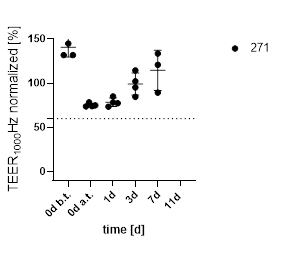 TEER1000Hz normalized [%]
150
100
50
0
0d b.t.
0d a.t.
1d
3d
7d
11d
time [d]
271